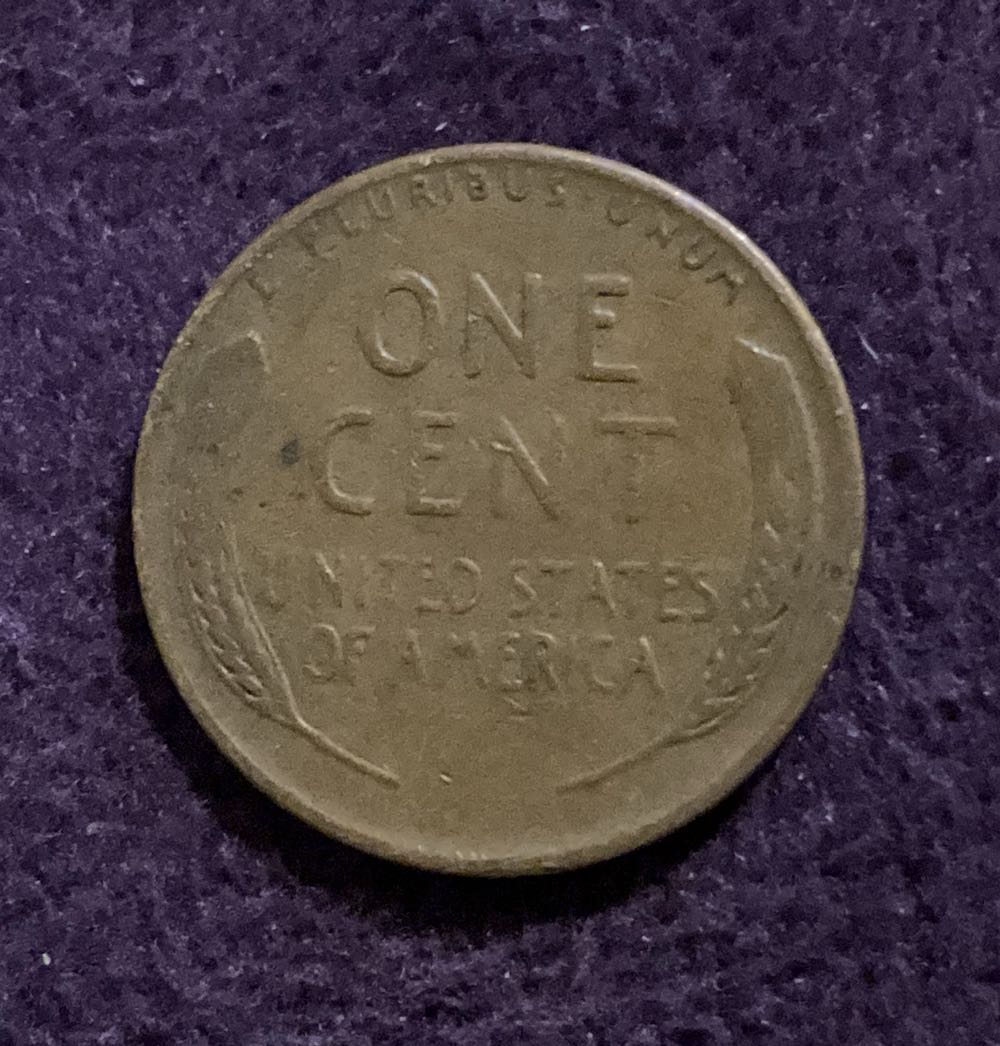 E PLURIBUS UNUM
ONE
CENT
UNITED STATES
OF AMERICA